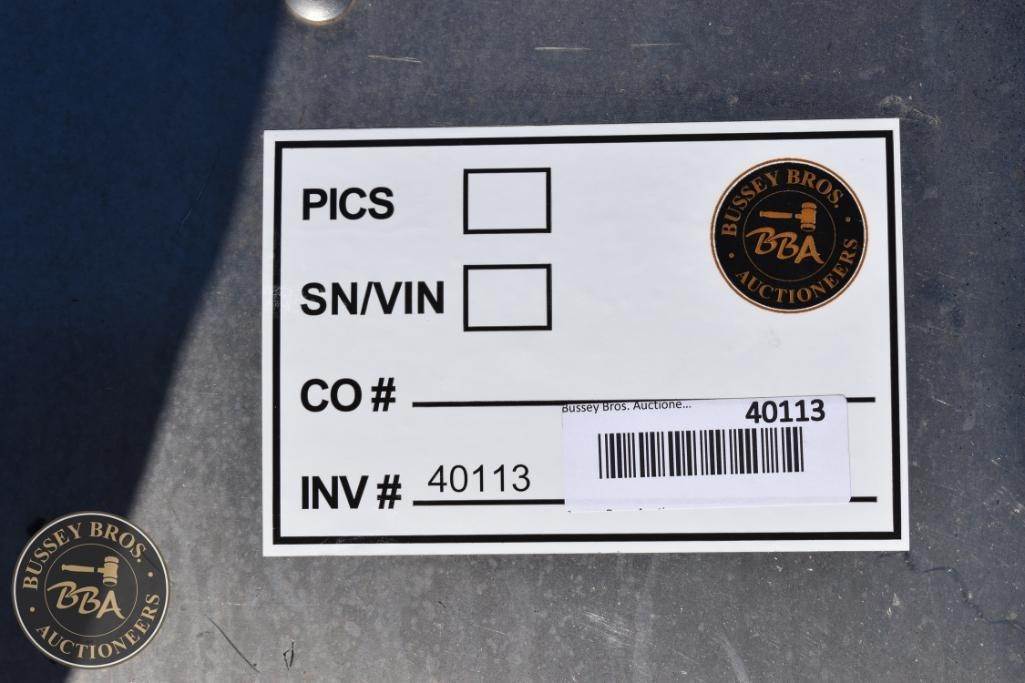 PICS
BUSSEY BROS.
BBA
AUCTIONEERS
SN/VIN
CO #
Bussey Bros. Auctione...
40113
INV # 40113
BUSSEY BROS.
BBA
AUCTIONEERS